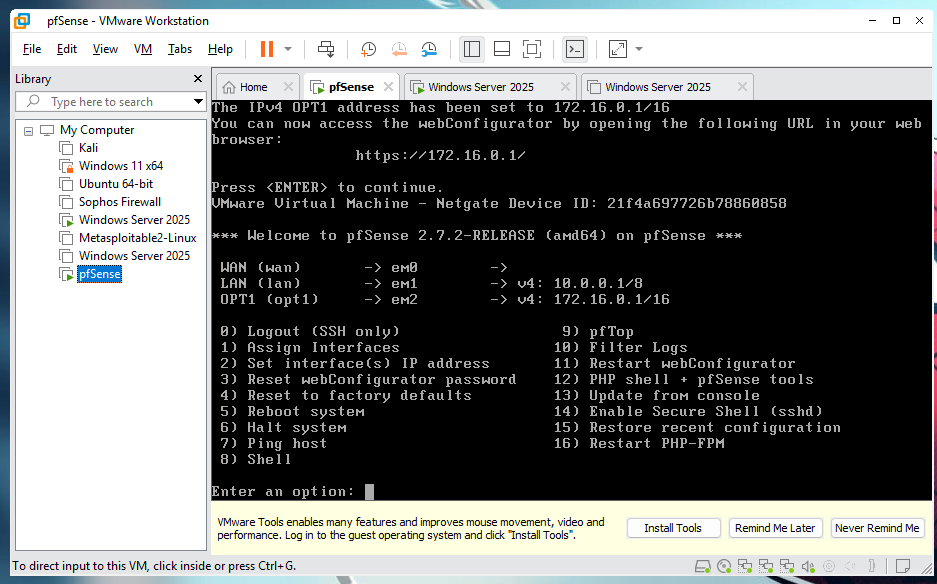 pfSense - VMware Workstation
File Edit View VM Tabs Help
Library
Type here to search
My Computer
Kali
Windows 11 x64
Ubuntu 64-bit
Sophos Firewall
Windows Server 2025
Metasploitable2-Linux
Windows Server 2025
pfSense
Home pfSense Windows Server 2025 Windows Server 2025
The IPv4 OPT1 address has been set to 172.16.0.1/16
You can now access the webConfigurator by opening the following URL in your web
browser:
https://172.16.0.1/
Press <ENTER> to continue.
VMware Virtual Machine - Netgate Device ID: 21f4a697726b78860858
*** Welcome to pfSense 2.7.2-RELEASE (amd64) on pfSense ***
WAN (wan) -> em0 ->
LAN (lan) -> em1 -> v4: 10.0.0.1/8
OPT1 (opt1) -> em2 -> v4: 172.16.0.1/16
0) Logout (SSH only) 9) pfTop
1) Assign Interfaces 10) Filter Logs
2) Set interface(s) IP address 11) Restart webConfigurator
3) Reset webConfigurator password 12) PHP shell + pfSense tools
4) Reset to factory defaults 13) Update from console
5) Reboot system 14) Enable Secure Shell (sshd)
6) Halt system 15) Restore recent configuration
7) Ping host 16) Restart PHP-FPM
8) Shell
Enter an option:
VMware Tools enables many features and improves mouse movement, video and
performance. Log in to the guest operating system and click "Install Tools".
Install Tools Remind Me Later Never Remind Me
To direct input to this VM, click inside or press Ctrl+G.